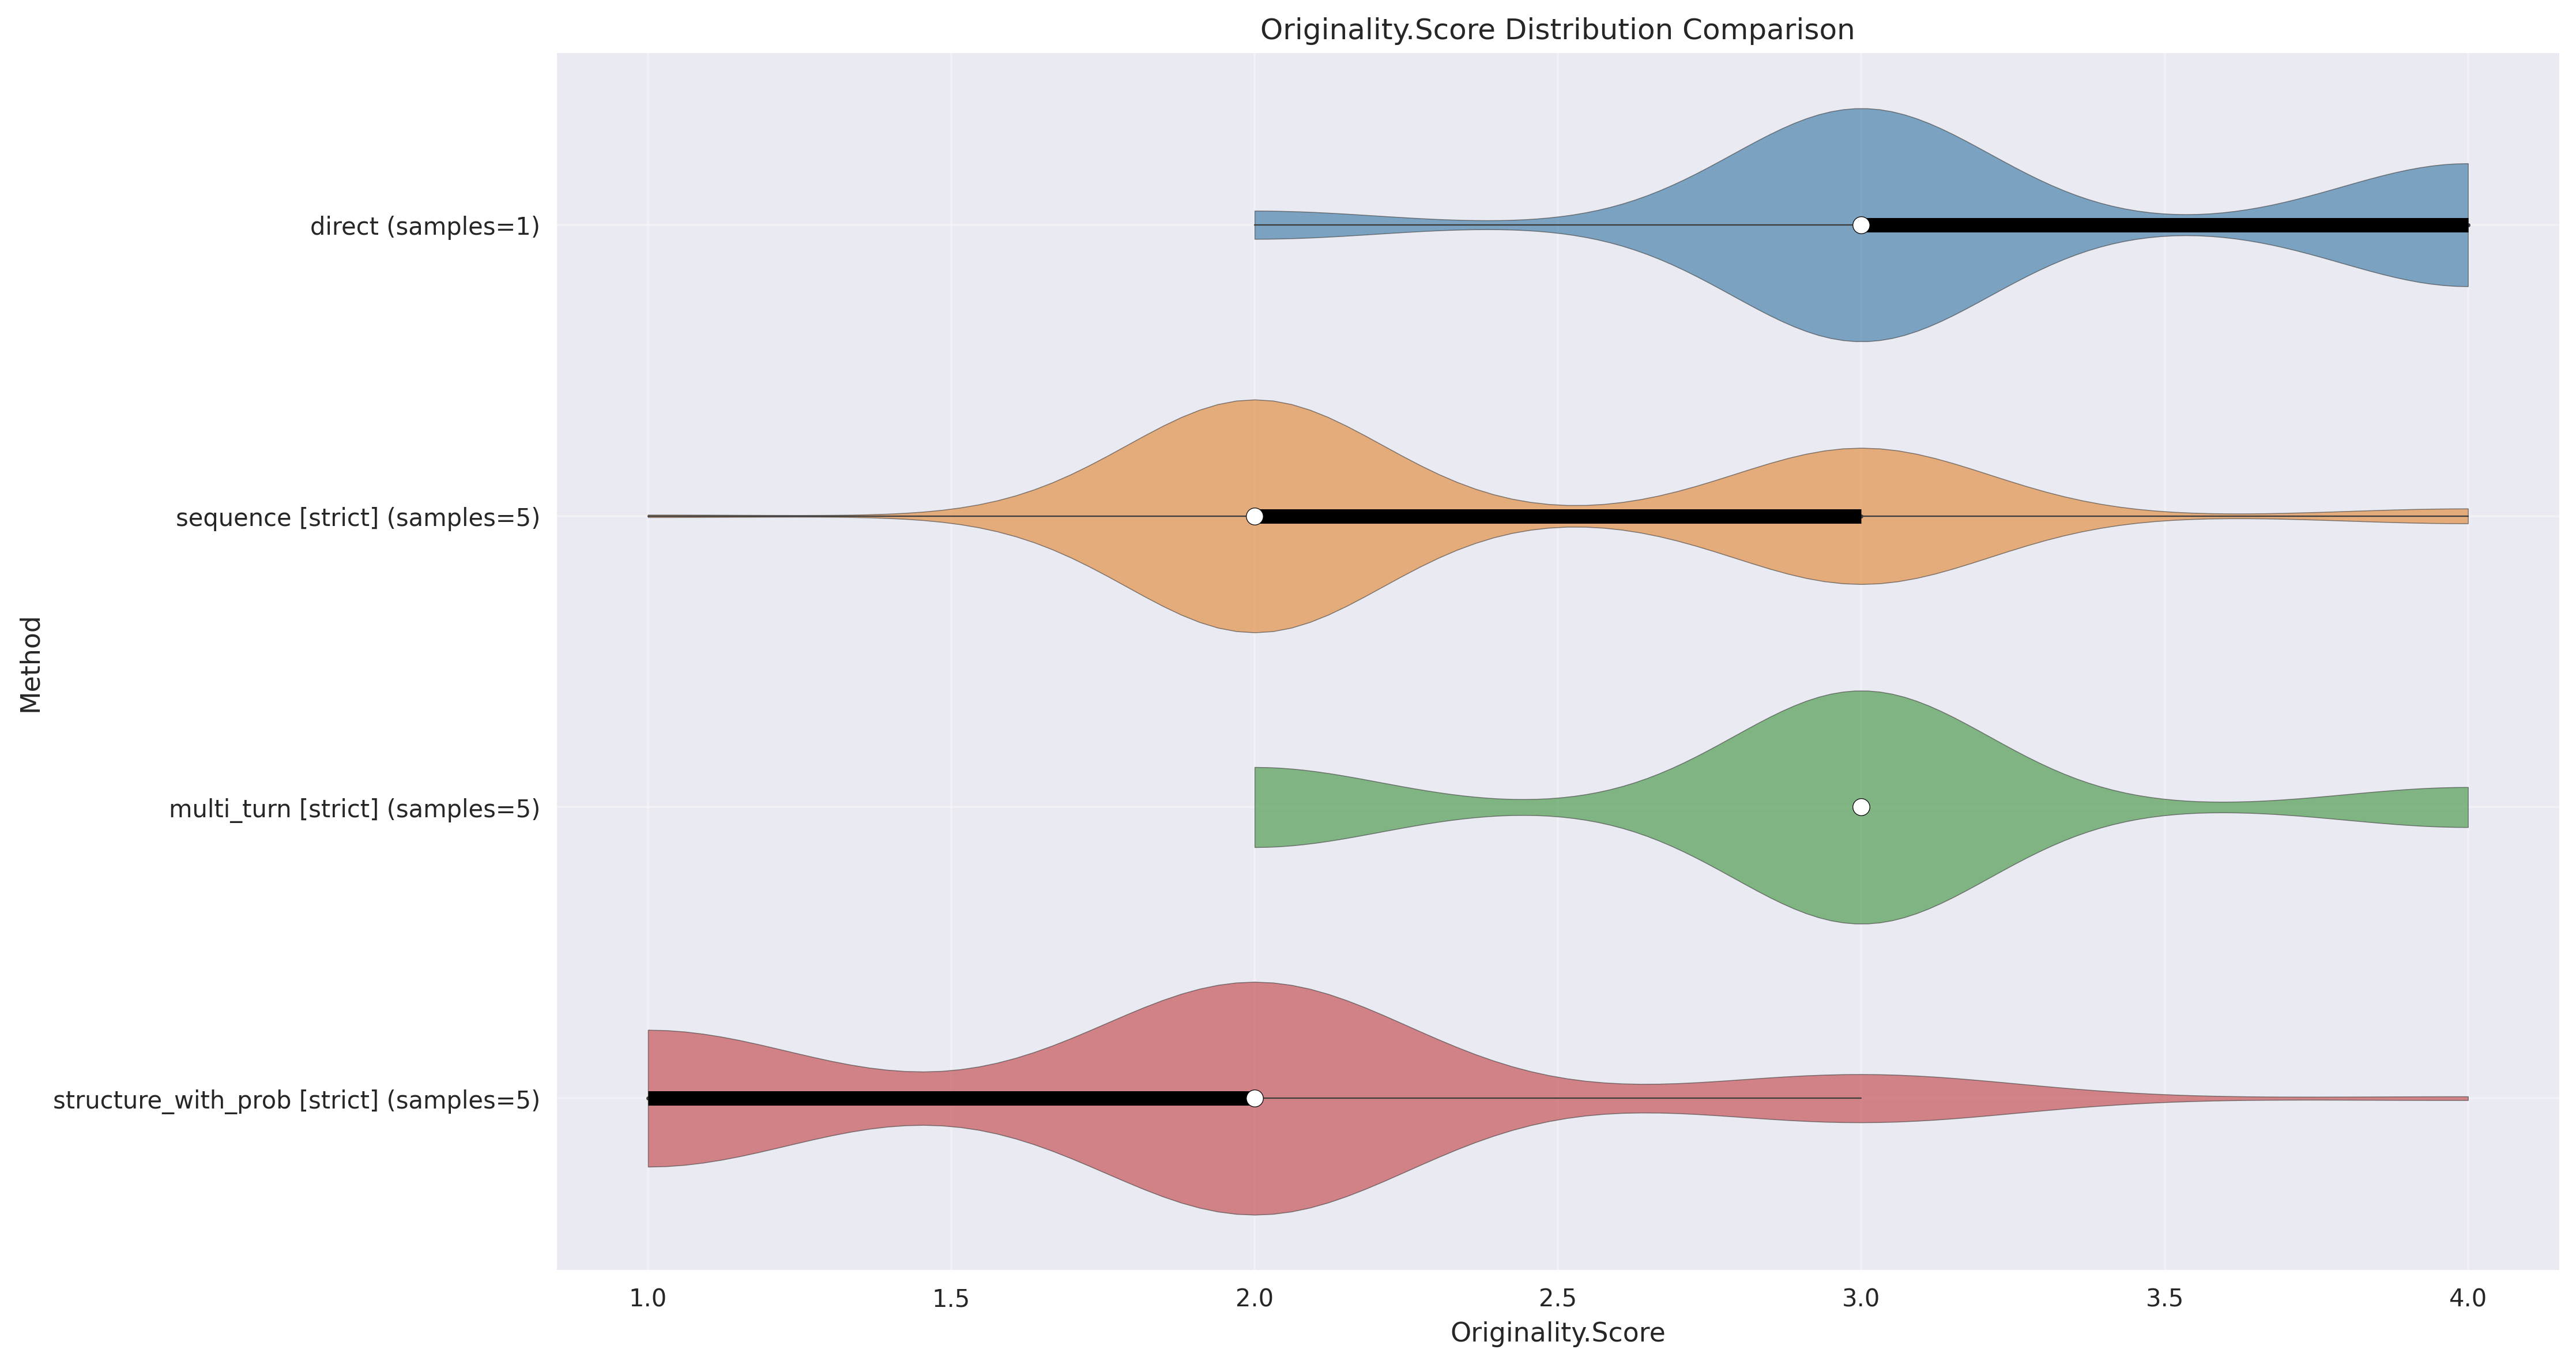 Originality.Score Distribution Comparison
Method
direct (samples=1)
sequence [strict] (samples=5)
multi_turn [strict] (samples=5)
structure_with_prob [strict] (samples=5)
1.0 1.5 2.0 2.5 3.0 3.5 4.0
Originality.Score